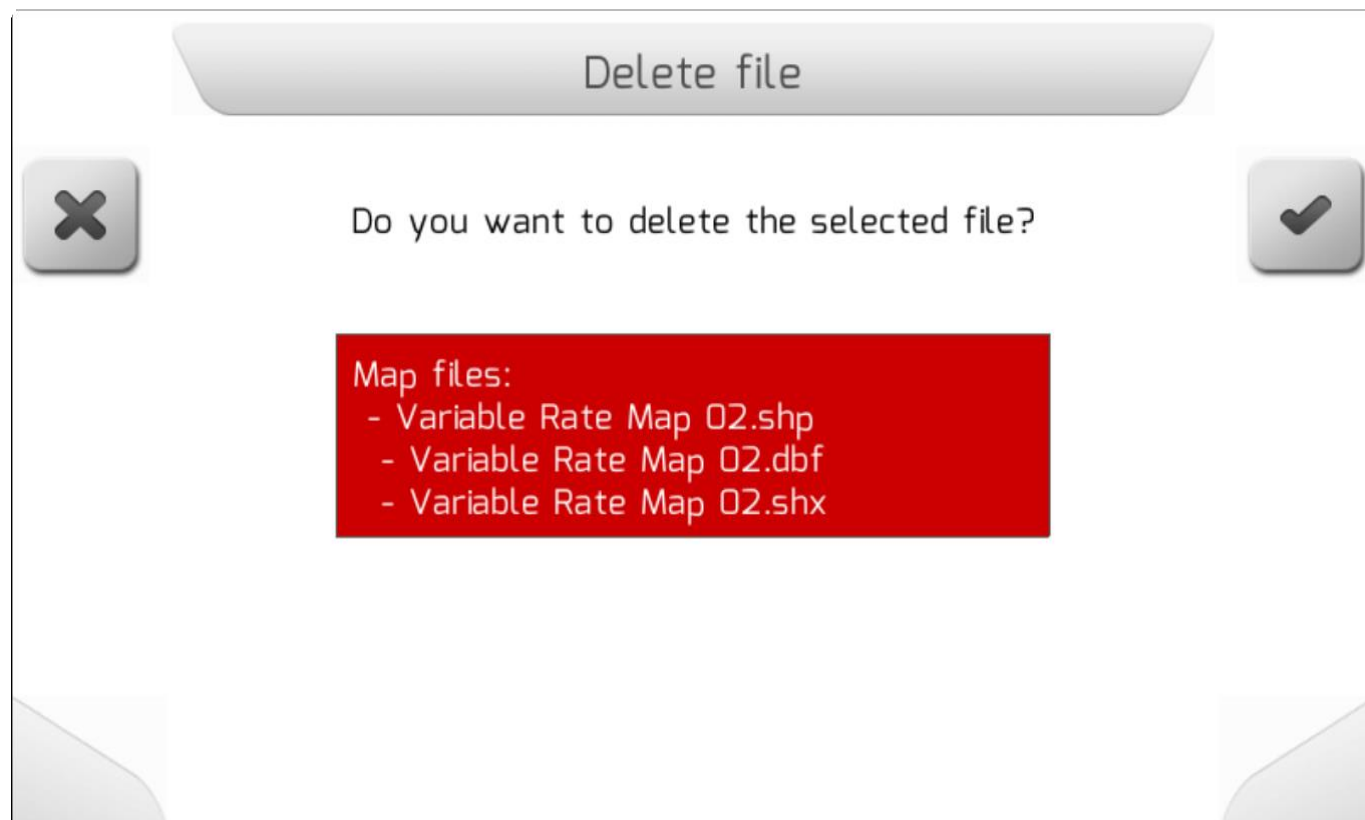 Delete file
Do you want to delete the selected file?
Map files:
- Variable Rate Map 02.shp
- Variable Rate Map 02.dbf
- Variable Rate Map 02.shx